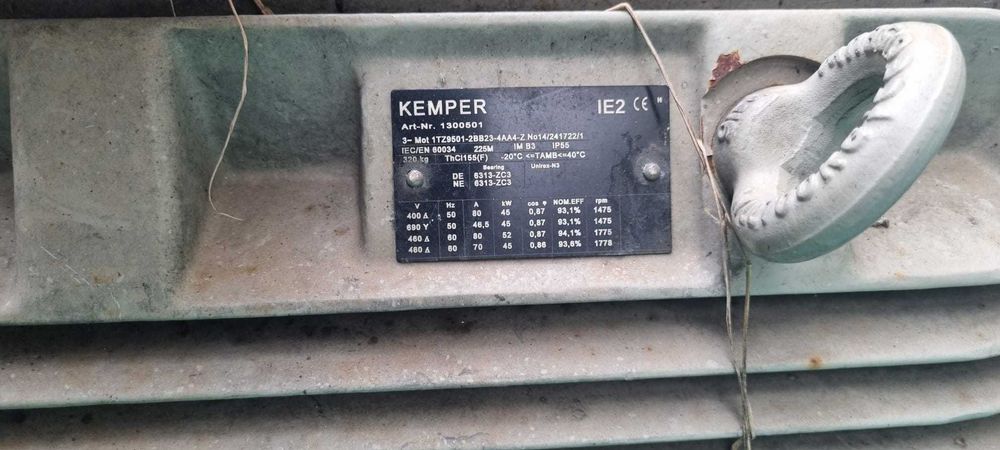 KEMPER IE2 CE
Art-Nr. 1300501
3~ Mot 1TZ9501-2BB23-4AA4-Z No14/241722/1
IEC/EN 60034 225M IM B3 IP55
320 kg ThCl155(F) -20°C <=TAMB<=40°C
Bearing Unirex-N3
DE 6313-ZC3
NE 6313-ZC3
V Hz A kW cos φ NOM.EFF rpm
400 Δ 50 80 45 0,87 93,1% 1475
690 Y 50 46,5 45 0,87 93,1% 1475
460 Δ 60 80 52 0,87 94,1% 1775
460 Δ 60 70 45 0,86 93,6% 1778